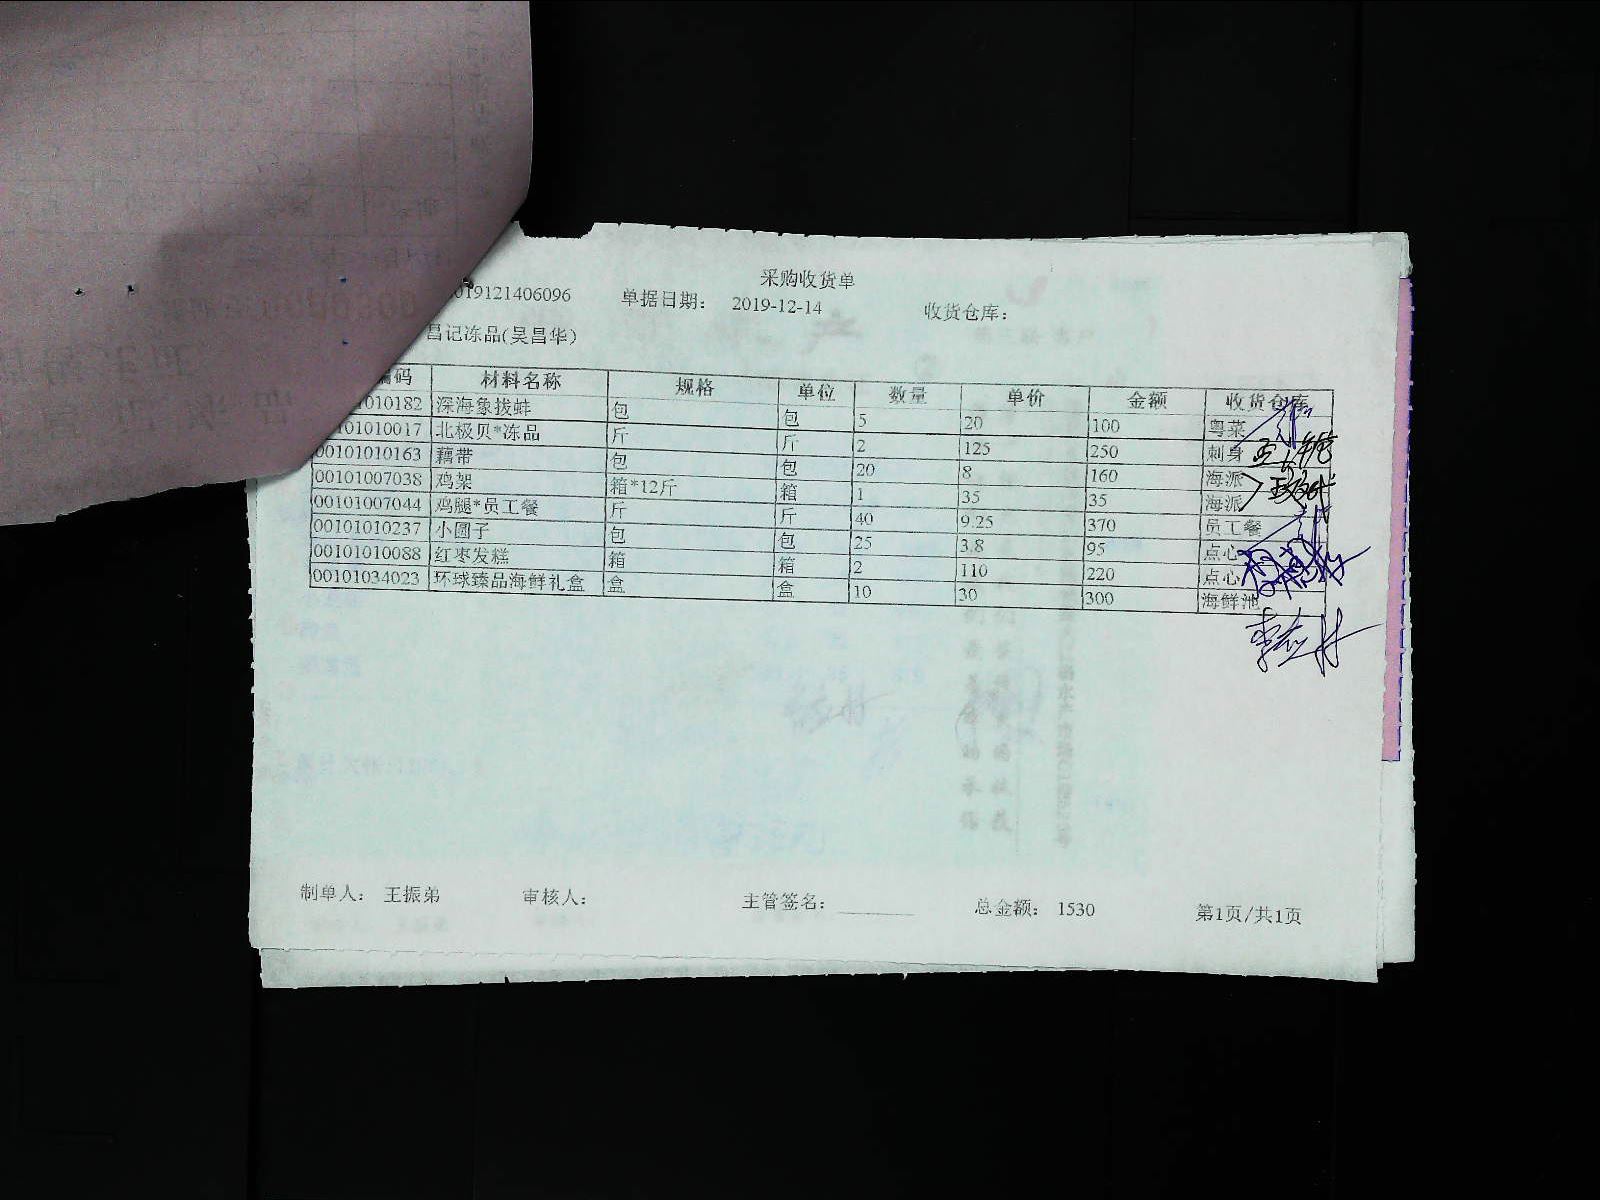 采购收货单
019121406096 单据日期： 2019-12-14 收货仓库：
昌记冻品(吴昌华)
编码 材料名称 规格 单位 数量 单价 金额 收货仓库
010182 深海象拔蚌 包 包 5 20 100 粤菜
101010017 北极贝*冻品 斤 斤 2 125 250 刺身
00101010163 藕带 包 包 20 8 160 海派
00101007038 鸡架 箱*12斤 箱 1 35 35 海派
00101007044 鸡腿*员工餐 斤 斤 40 9.25 370 员工餐
00101010237 小圆子 包 包 25 3.8 95 点心
00101010088 红枣发糕 箱 箱 2 110 220 点心
00101034023 环球臻品海鲜礼盒 盒 盒 10 30 300 海鲜池
制单人： 王振弟 审核人： 主管签名： 总金额： 1530 第1页/共1页